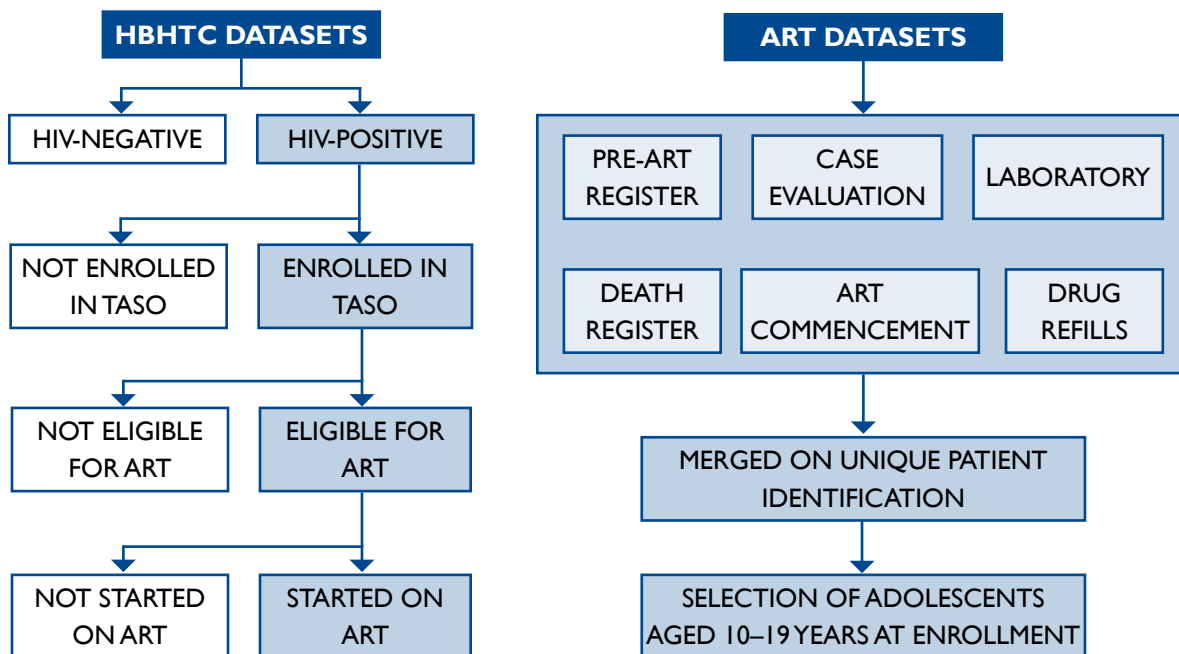 HBHTC DATASETS
HIV-NEGATIVE
HIV-POSITIVE
NOT ENROLLED
IN TASO
ENROLLED IN
TASO
NOT ELIGIBLE
FOR ART
ELIGIBLE FOR
ART
NOT STARTED
ON ART
STARTED ON
ART
ART DATASETS
PRE-ART
REGISTER
CASE
EVALUATION
LABORATORY
DEATH
REGISTER
ART
COMMENCEMENT
DRUG
REFILLS
MERGED ON UNIQUE PATIENT
IDENTIFICATION
SELECTION OF ADOLESCENTS
AGED 10–19 YEARS AT ENROLLMENT